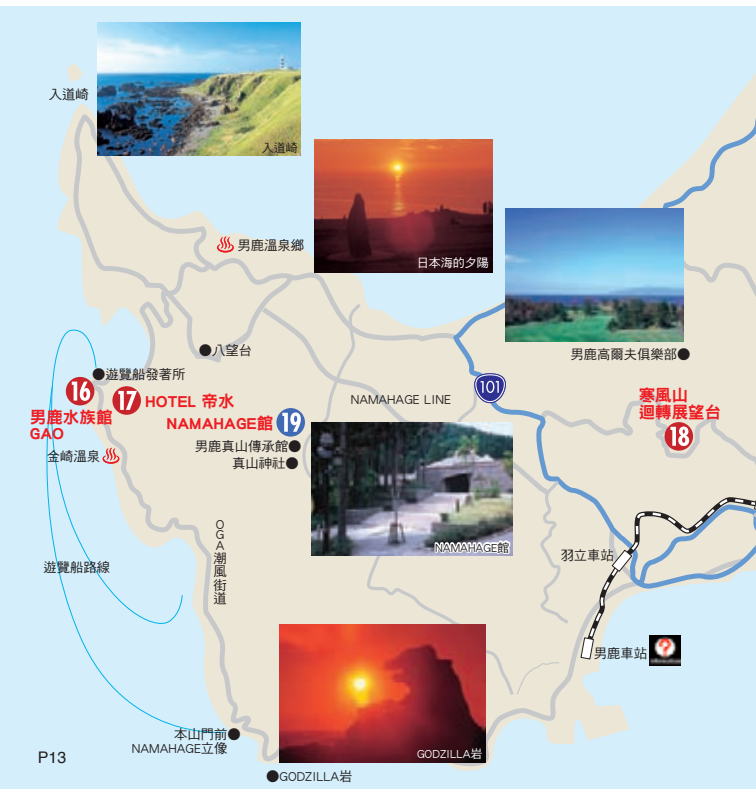 入道崎
入道崎
男鹿溫泉鄉
日本海的夕陽
男鹿高爾夫俱樂部
八望台
遊覽船發著所
101
16
男鹿水族館
GAO
17
HOTEL 帝水
NAMAHAGE LINE
寒風山
迴轉展望台
18
NAMAHAGE館
19
男鹿真山傳承館
真山神社
金崎溫泉
NAMAHAGE館
OGA潮風街道
羽立車站
遊覽船路線
男鹿車站
?
本山門前
NAMAHAGE立像
GODZILLA岩
P13
GODZILLA岩